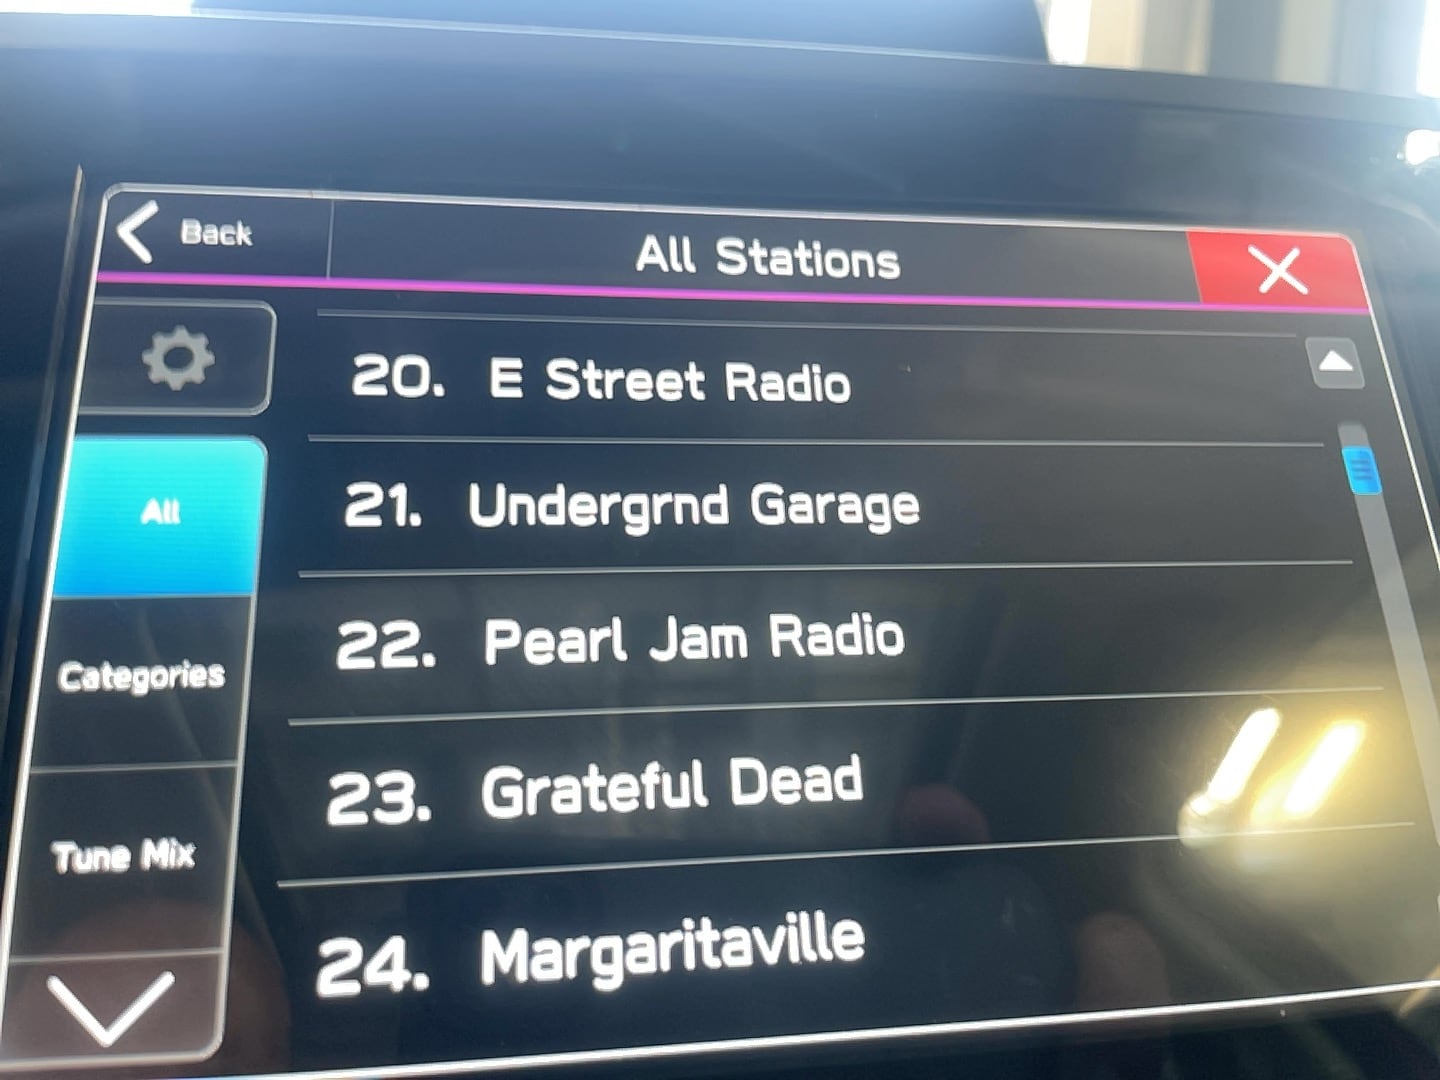 Back
All Stations
20. E Street Radio
21. Undergrnd Garage
22. Pearl Jam Radio
23. Grateful Dead
24. Margaritaville
All
Categories
Tune Mix